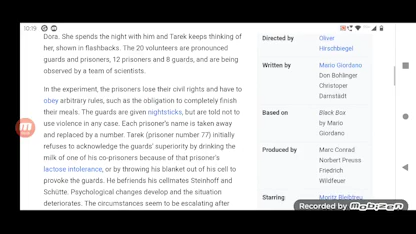 10:19
Dora. She spends the night with him and Tarek keeps thinking of
her, shown in flashbacks. The 20 volunteers are pronounced
guards and prisoners, 12 prisoners and 8 guards, and are being
observed by a team of scientists.
In the experiment, the prisoners lose their civil rights and have to
obey arbitrary rules, such as the obligation to completely finish
their meals. The guards are given nightsticks, but are told not to
use violence in any case. Each prisoner's name is taken away
and replaced by a number. Tarek (prisoner number 77) initially
refuses to acknowledge the guards' superiority by drinking the
milk of one of his co-prisoners because of that prisoner's
lactose intolerance, or by throwing his blanket out of his cell to
provoke the guards. He befriends his cellmates Steinhoff and
Schütte. Psychological changes develop and the situation
deteriorates. The circumstances seem to be escalating after
Directed by
Oliver
Hirschbiegel
Written by
Mario Giordano
Don Bohlinger
Christoper
Darnstädt
Based on
Black Box
by Mario
Giordano
Produced by
Marc Conrad
Norbert Preuss
Friedrich
Wildfeuer
Starring
Moritz Bleibtreu
Recorded by
Mobizen